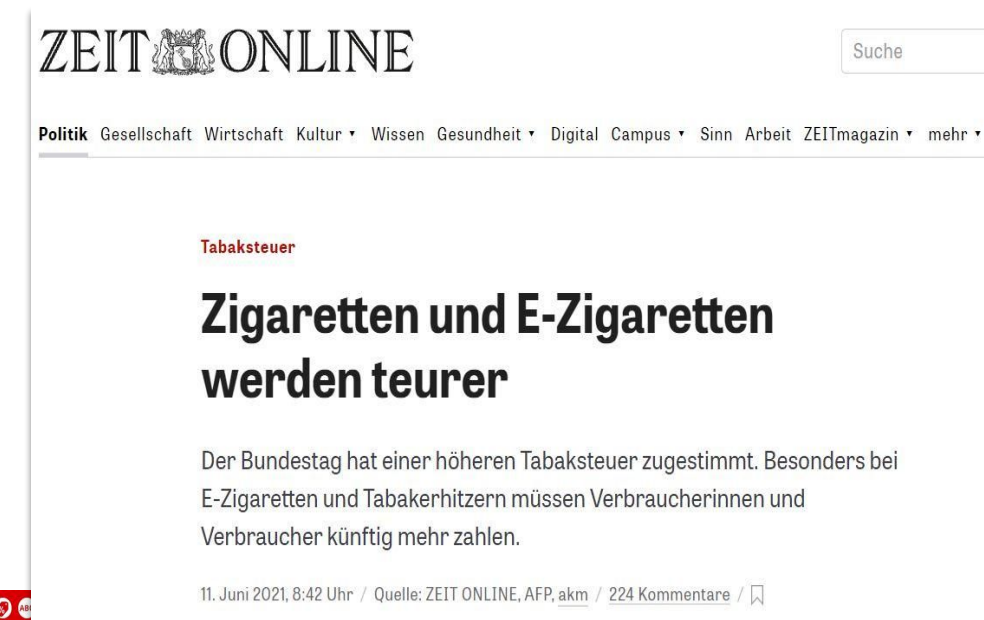 ZEIT ONLINE
Suche
Politik Gesellschaft Wirtschaft Kultur ▾ Wissen Gesundheit ▾ Digital Campus ▾ Sinn Arbeit ZEITmagazin ▾ mehr ▾
Tabaksteuer
Zigaretten und E-Zigaretten
werden teurer
Der Bundestag hat einer höheren Tabaksteuer zugestimmt. Besonders bei
E-Zigaretten und Tabakerhitzern müssen Verbraucherinnen und
Verbraucher künftig mehr zahlen.
11. Juni 2021, 8:42 Uhr / Quelle: ZEIT ONLINE, AFP, akm / 224 Kommentare /